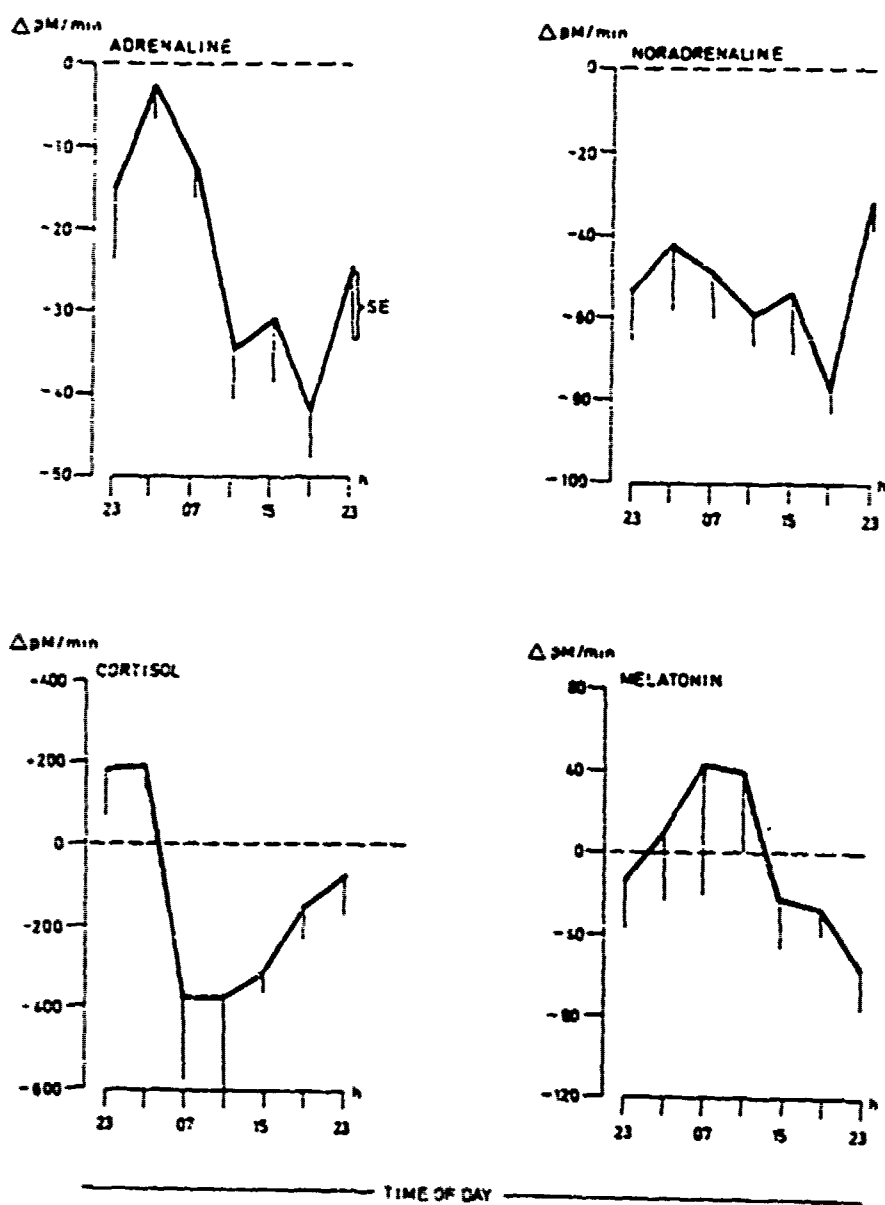 Δ pM/min
ADRENALINE
0
-10
-20
-30
-40
-50
SE
h
23 07 15 23
Δ pM/min
NORADRENALINE
0
-20
-40
-60
-80
-100
h
23 07 15 23
Δ pM/min
CORTISOL
+400
+200
0
-200
-400
-600
h
23 07 15 23
Δ pM/min
MELATONIN
80
40
0
-40
-80
-120
h
23 07 15 23
TIME OF DAY